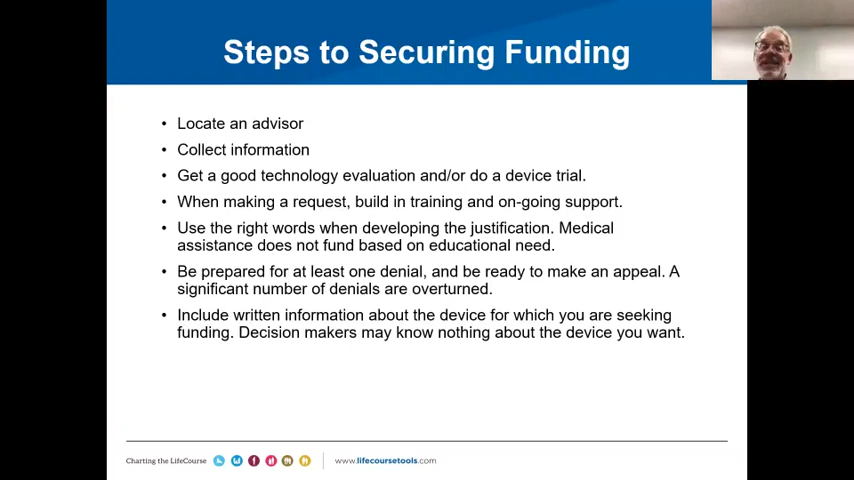 Steps to Securing Funding
• Locate an advisor
• Collect information
• Get a good technology evaluation and/or do a device trial.
• When making a request, build in training and on-going support.
• Use the right words when developing the justification. Medical
assistance does not fund based on educational need.
• Be prepared for at least one denial, and be ready to make an appeal. A
significant number of denials are overturned.
• Include written information about the device for which you are seeking
funding. Decision makers may know nothing about the device you want.
Charting the LifeCourse
www.lifecoursetools.com